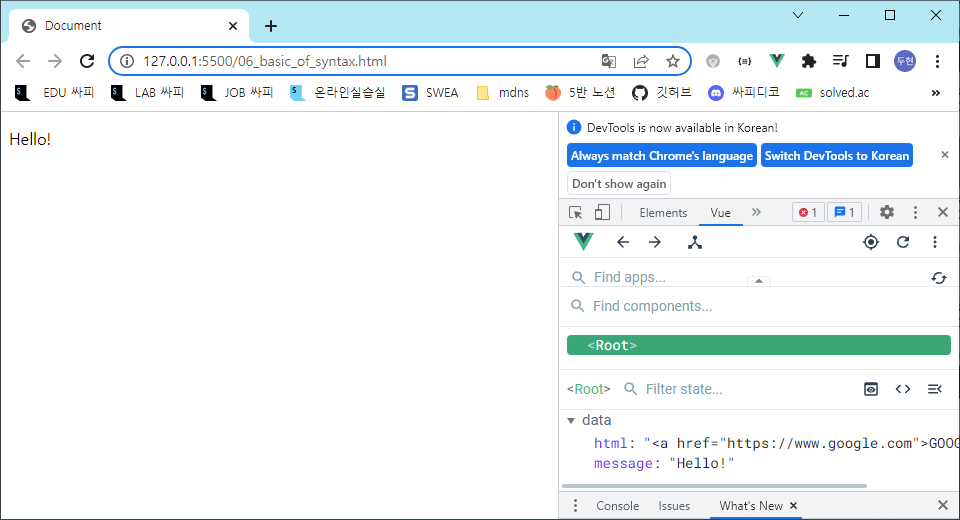 Document
127.0.0.1:5500/06_basic_of_syntax.html
두현
EDU 싸피 LAB 싸피 JOB 싸피 온라인실습실 SWEA mdns 5반 노션 깃허브 싸피디코 AC solved.ac »
Hello!
DevTools is now available in Korean!
Always match Chrome's language Switch DevTools to Korean
Don't show again
Elements Vue » 1 1
Find apps...
Find components...
<Root>
<Root> Filter state...
data
html: "<a href="https://www.google.com">GOOG
message: "Hello!"
Console Issues What's New